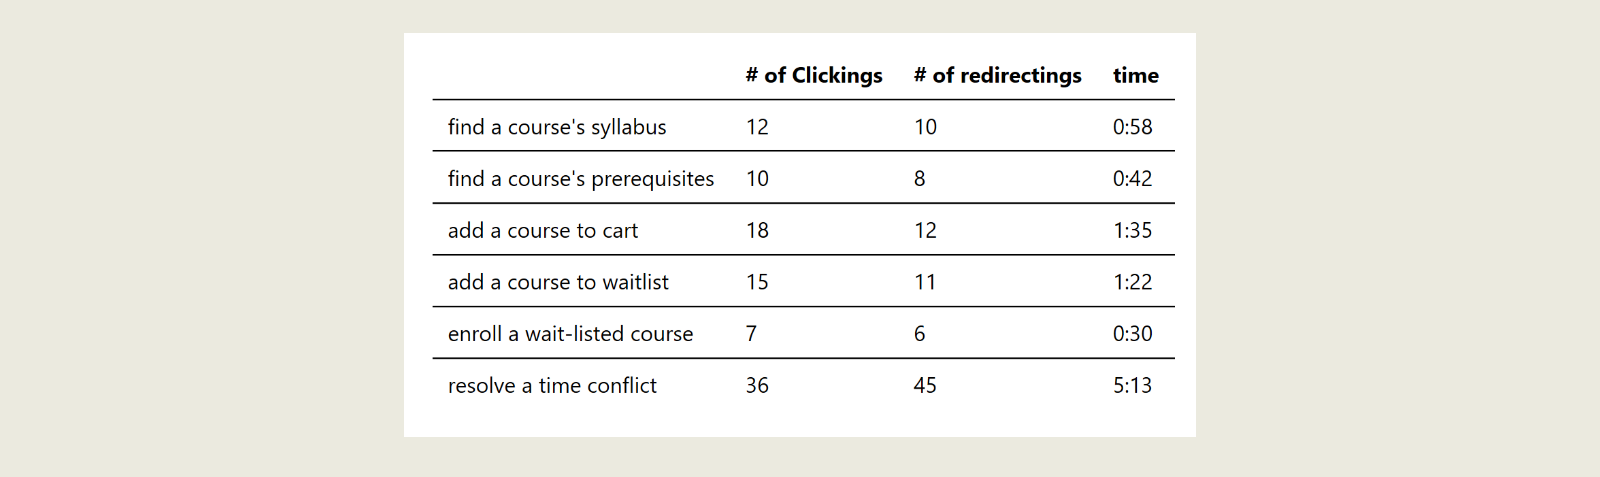 # of Clickings # of redirectings time
find a course's syllabus 12 10 0:58
find a course's prerequisites 10 8 0:42
add a course to cart 18 12 1:35
add a course to waitlist 15 11 1:22
enroll a wait-listed course 7 6 0:30
resolve a time conflict 36 45 5:13